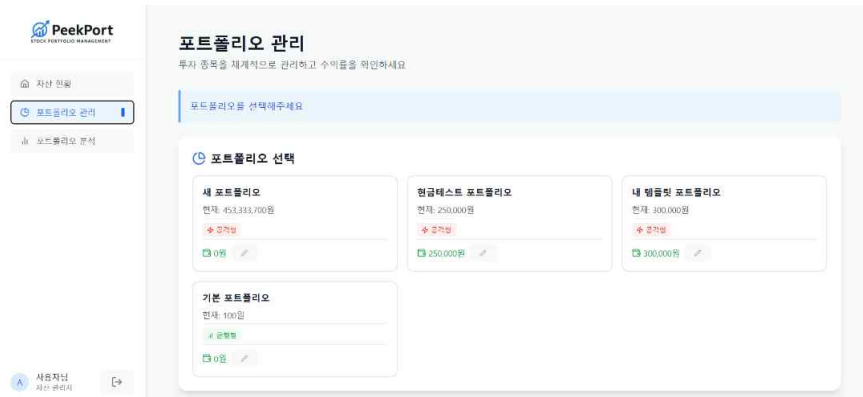 PeekPort
STOCK PORTFOLIO MANAGEMENT
자산 현황
포트폴리오 관리
포트폴리오 분석
포트폴리오 관리
투자 종목을 체계적으로 관리하고 수익률을 확인하세요
포트폴리오를 선택해주세요
포트폴리오 선택
새 포트폴리오
현재: 453,333,700원
공격형
0원
현금테스트 포트폴리오
현재: 250,000원
공격형
250,000원
내 템플릿 포트폴리오
현재: 300,000원
공격형
300,000원
기본 포트폴리오
현재: 100원
균형형
0원
A
사용자님
자산 관리자